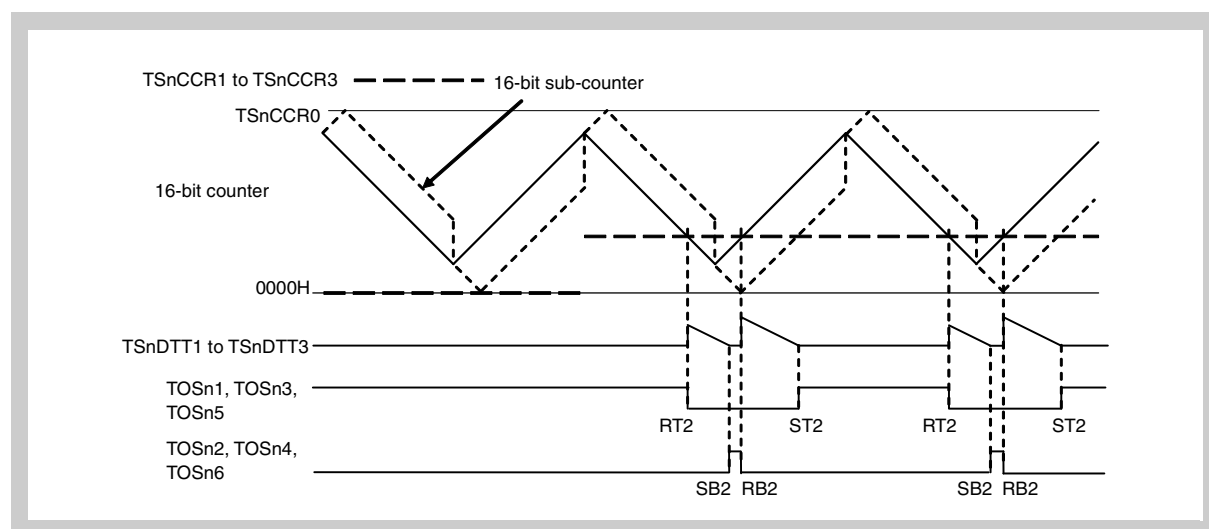 TSnCCR1 to TSnCCR3
16-bit sub-counter
TSnCCR0
16-bit counter
0000H
TSnDTT1 to TSnDTT3
TOSn1, TOSn3,
TOSn5
RT2 ST2 RT2 ST2
TOSn2, TOSn4,
TOSn6
SB2 RB2 SB2 RB2